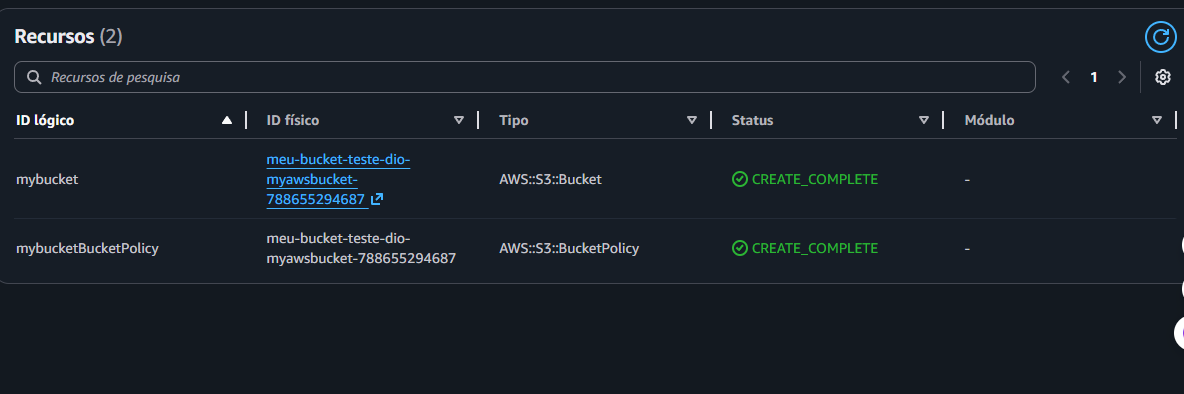 Recursos (2)
Recursos de pesquisa
1
ID lógico ID físico Tipo Status Módulo
mybucket
meu-bucket-teste-dio-
myawsbucket-
788655294687
AWS::S3::Bucket
CREATE_COMPLETE
-
mybucketBucketPolicy
meu-bucket-teste-dio-
myawsbucket-788655294687
AWS::S3::BucketPolicy
CREATE_COMPLETE
-